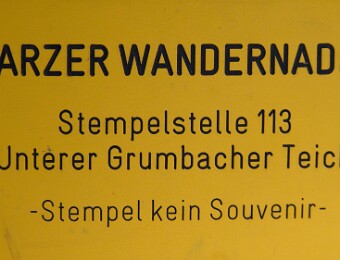 ARZER WANDERNAD
Stempelstelle 113
Unterer Grumbacher Teich
-Stempel kein Souvenir-